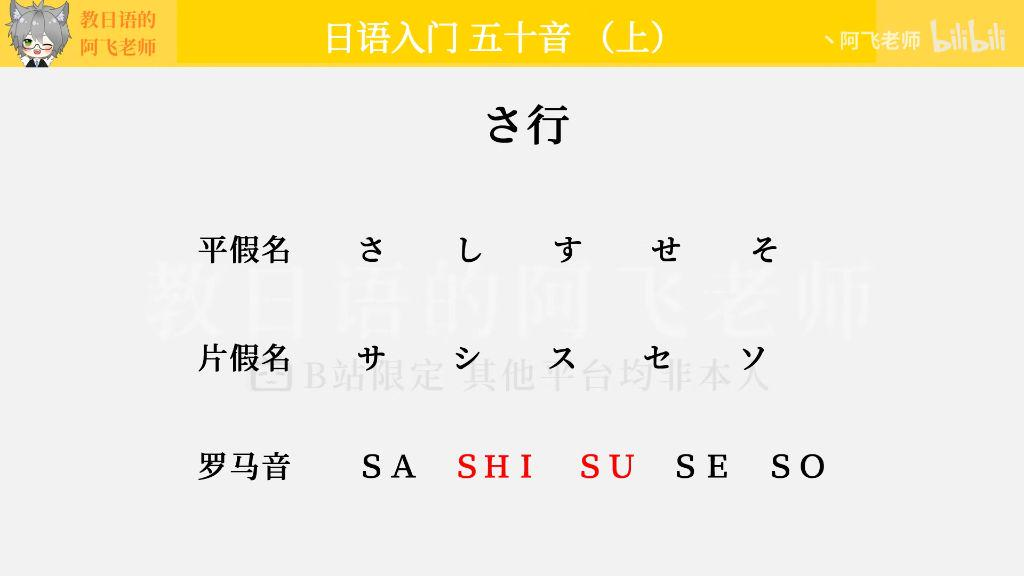 教日语的
阿飞老师
日语入门 五十音 （上）
丶阿飞老师 bilibili
さ行
平假名 さ し す せ そ
教日语的阿飞老师
片假名 サ シ ス セ ソ
B站限定 其他平台均非本人
罗马音 SA SHI SU SE SO